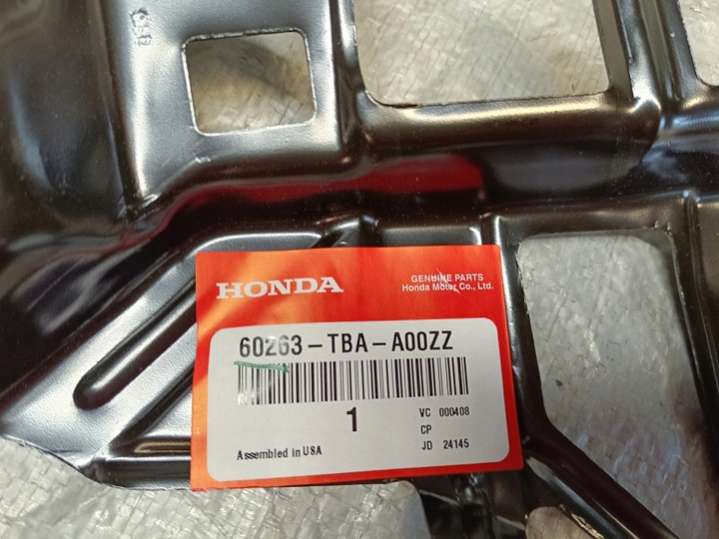 HONDA
GENUINE PARTS
Honda Motor Co., Ltd.
60263-TBA-A00ZZ
1
VC 000408
CP
JD 24145
Assembled in USA